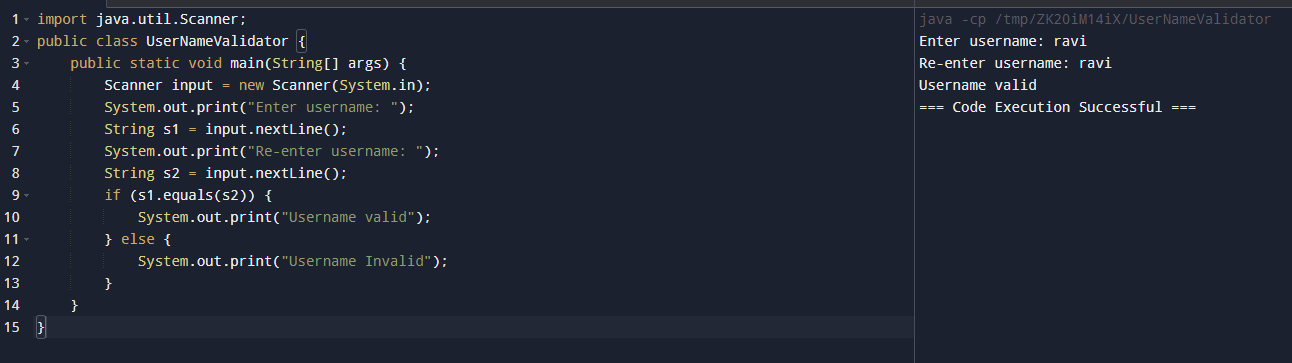 1 import java.util.Scanner;
2 public class UserNameValidator {
3 public static void main(String[] args) {
4 Scanner input = new Scanner(System.in);
5 System.out.print("Enter username: ");
6 String s1 = input.nextLine();
7 System.out.print("Re-enter username: ");
8 String s2 = input.nextLine();
9 if (s1.equals(s2)) {
10 System.out.print("Username valid");
11 } else {
12 System.out.print("Username Invalid");
13 }
14 }
15 }
java -cp /tmp/ZK2OiM14iX/UserNameValidator
Enter username: ravi
Re-enter username: ravi
Username valid
=== Code Execution Successful ===